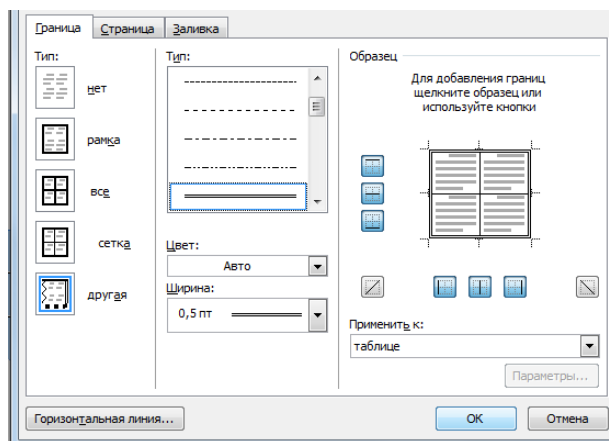 Граница Страница Заливка
Тип:
нет
рамка
все
сетка
другая
Тип:
Цвет:
Авто
Ширина:
0,5 пт
Образец
Для добавления границ
щелкните образец или
используйте кнопки
Применить к:
таблице
Параметры...
Горизонтальная линия...
ОК
Отмена